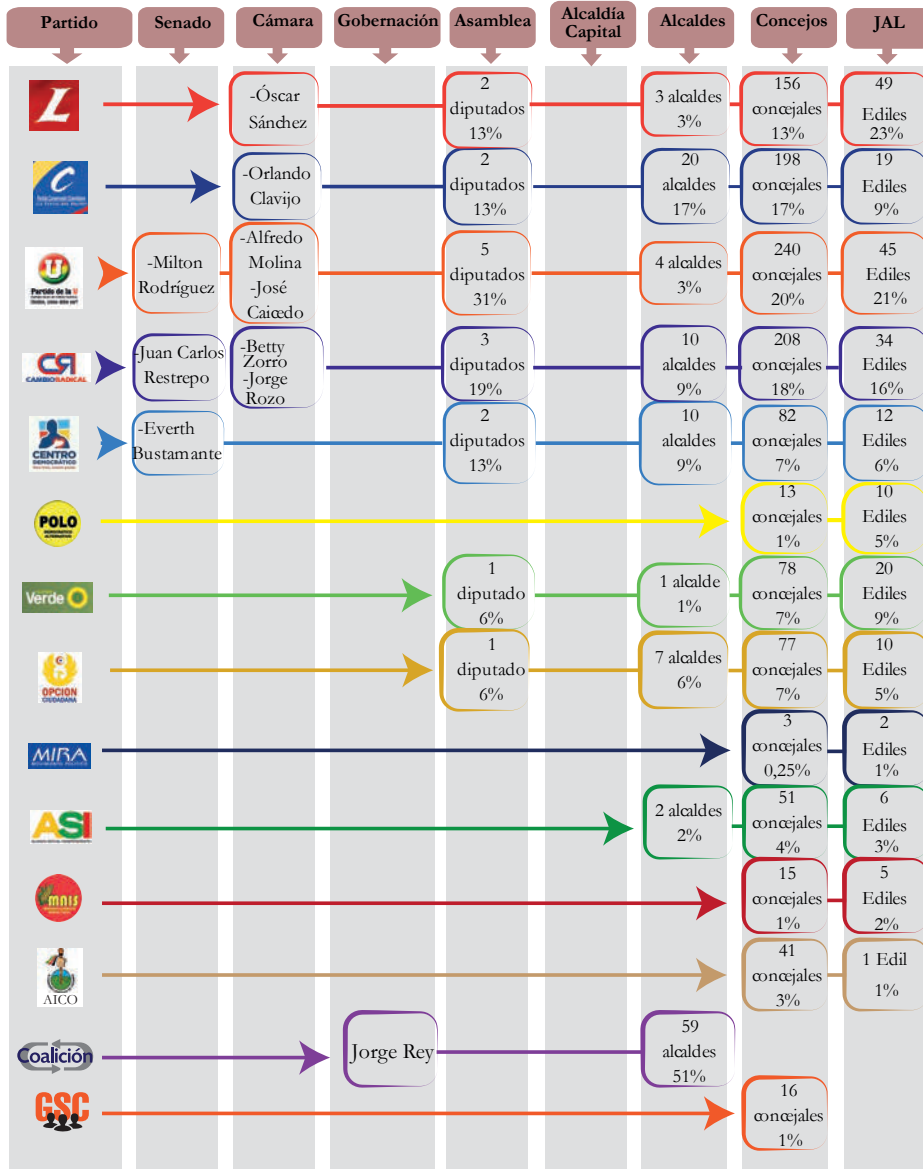 Partido
Senado
Cámara
Gobernación
Asamblea
Alcaldía
Capital
Alcaldes
Concejos
JAL
L
-Óscar
Sánchez
2
diputados
13%
3 alcaldes
3%
156
concejales
13%
49
Ediles
23%
C
-Orlando
Clavijo
2
diputados
13%
20
alcaldes
17%
198
concejales
17%
19
Ediles
9%
U
Partido de la U
-Milton
Rodríguez
-Alfredo
Molina
-José
Caicedo
5
diputados
31%
4 alcaldes
3%
240
concejales
20%
45
Ediles
21%
CR
CAMBIO RADICAL
-Juan Carlos
Restrepo
-Betty
Zorro
-Jorge
Rozo
3
diputados
19%
10
alcaldes
9%
208
concejales
18%
34
Ediles
16%
CENTRO
DEMOCRÁTICO
-Everth
Bustamante
2
diputados
13%
10
alcaldes
9%
82
concejales
7%
12
Ediles
6%
POLO
13
concejales
1%
10
Ediles
5%
Verde
1
diputado
6%
1 alcalde
1%
78
concejales
7%
20
Ediles
9%
OPCION
CIUDADANA
1
diputado
6%
7 alcaldes
6%
77
concejales
7%
10
Ediles
5%
MIRA
3
concejales
0,25%
2
Ediles
1%
ASI
2 alcaldes
2%
51
concejales
4%
6
Ediles
3%
mais
15
concejales
1%
5
Ediles
2%
AICO
41
concejales
3%
1 Edil
1%
Coalición
Jorge Rey
59
alcaldes
51%
GSC
16
concejales
1%